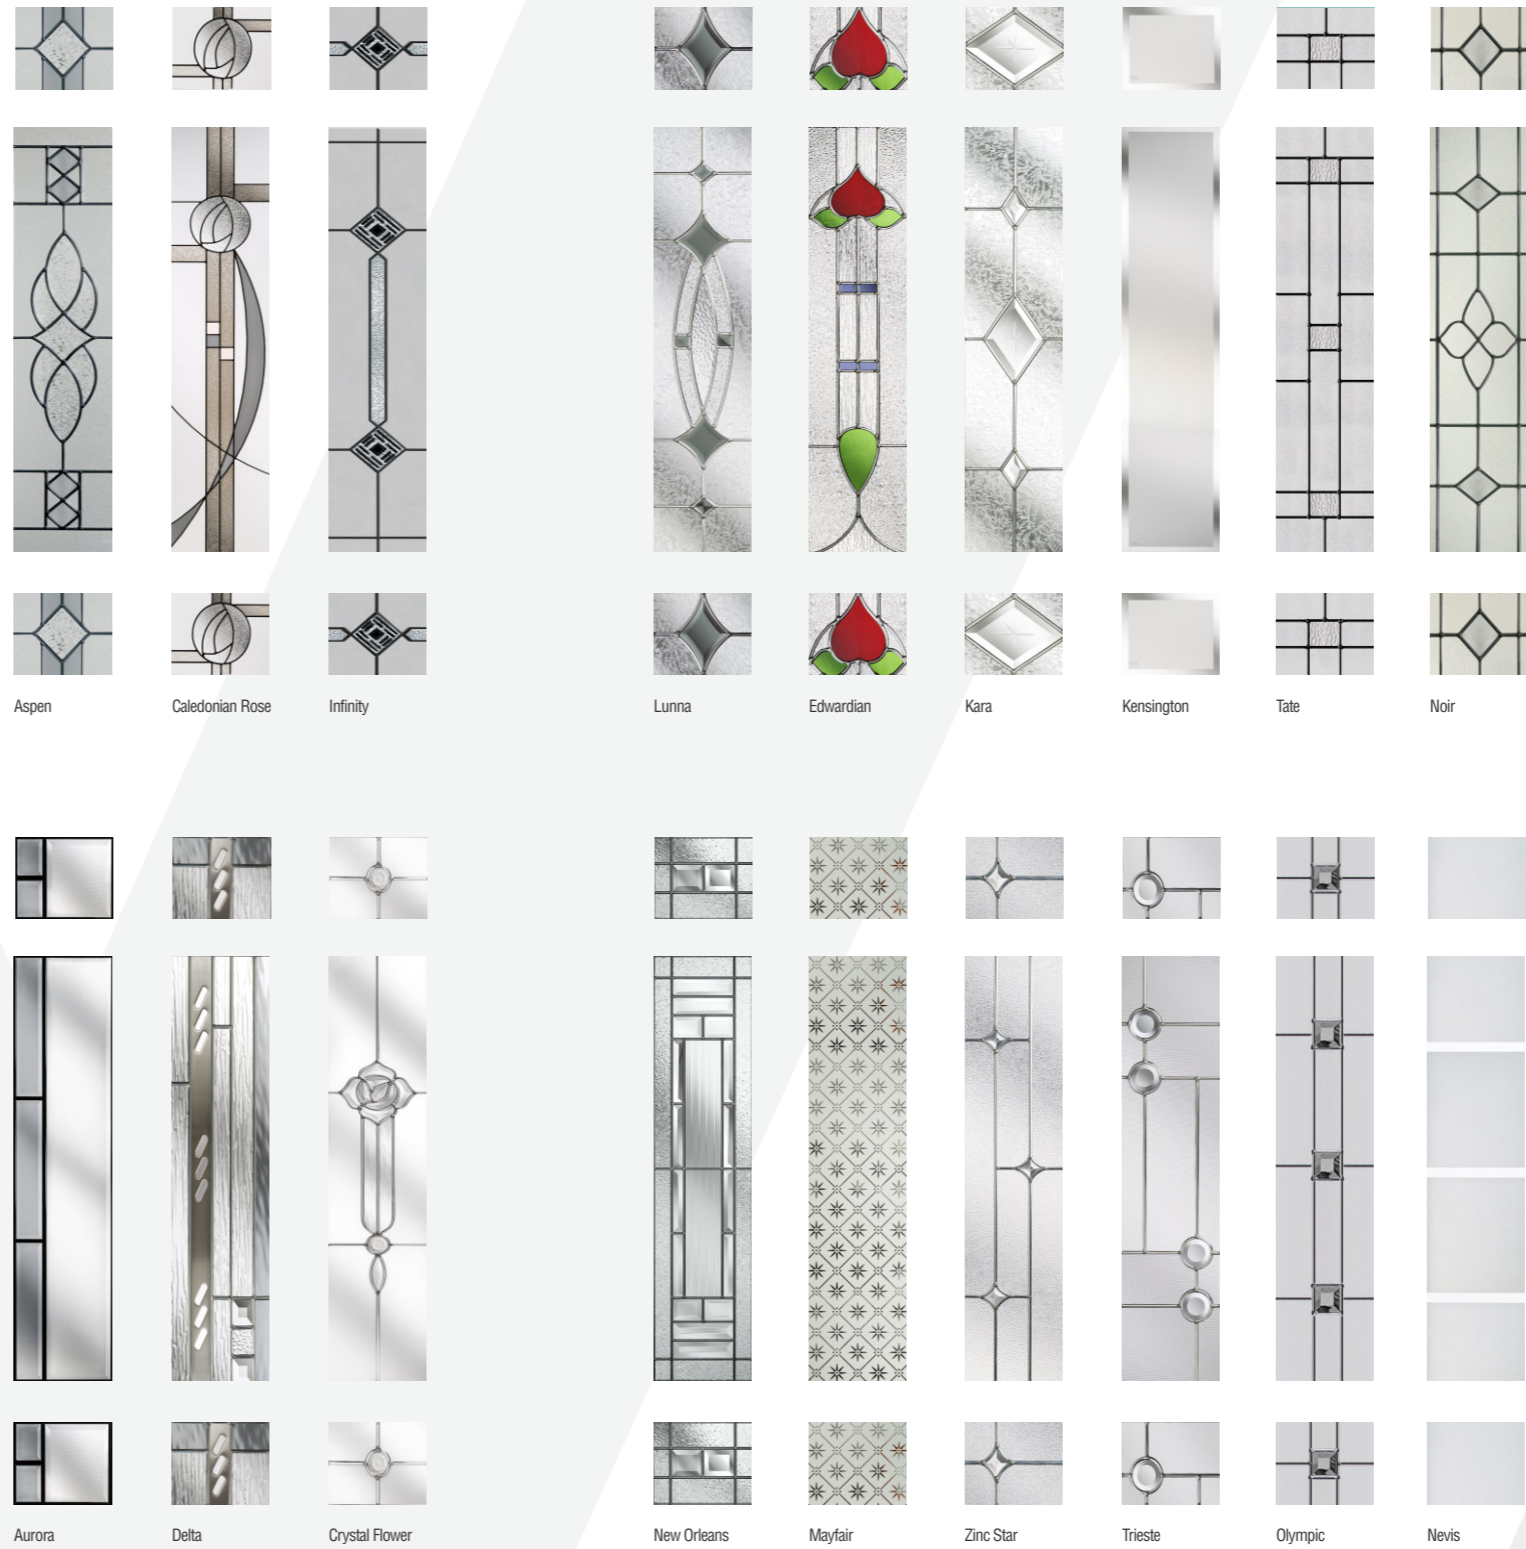 Aspen Caledonian Rose Infinity Lunna Edwardian Kara Kensington Tate Noir
Aurora Delta Crystal Flower New Orleans Mayfair Zinc Star Trieste Olympic Nevis